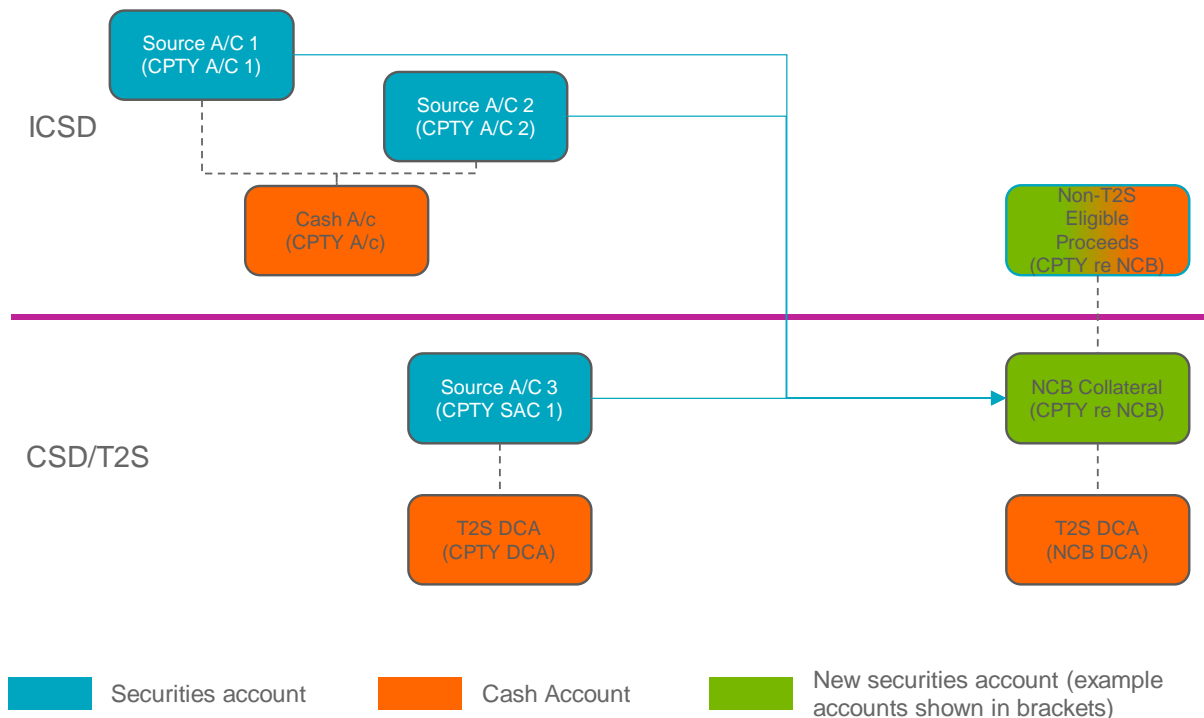 Source A/C 1
(CPTY A/C 1)
Source A/C 2
(CPTY A/C 2)
ICSD
Cash A/c
(CPTY A/c)
Non-T2S
Eligible
Proceeds
(CPTY re NCB)
Source A/C 3
(CPTY SAC 1)
NCB Collateral
(CPTY re NCB)
CSD/T2S
T2S DCA
(CPTY DCA)
T2S DCA
(NCB DCA)
Securities account
Cash Account
New securities account (example
accounts shown in brackets)